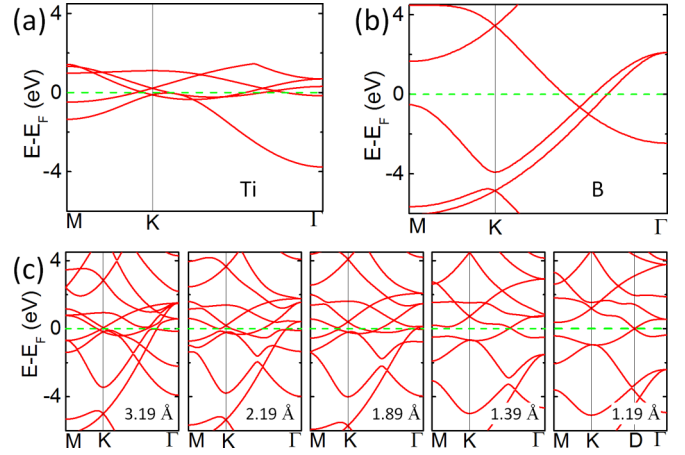 (a)
4
0
-4
E-E_F (eV)
Ti
M K Γ
(b)
4
0
-4
E-E_F (eV)
B
M K Γ
(c)
4
0
-4
E-E_F (eV)
3.19 Å
2.19 Å
1.89 Å
1.39 Å
1.19 Å
M K Γ
M K Γ
M K Γ
M K Γ
M K D Γ